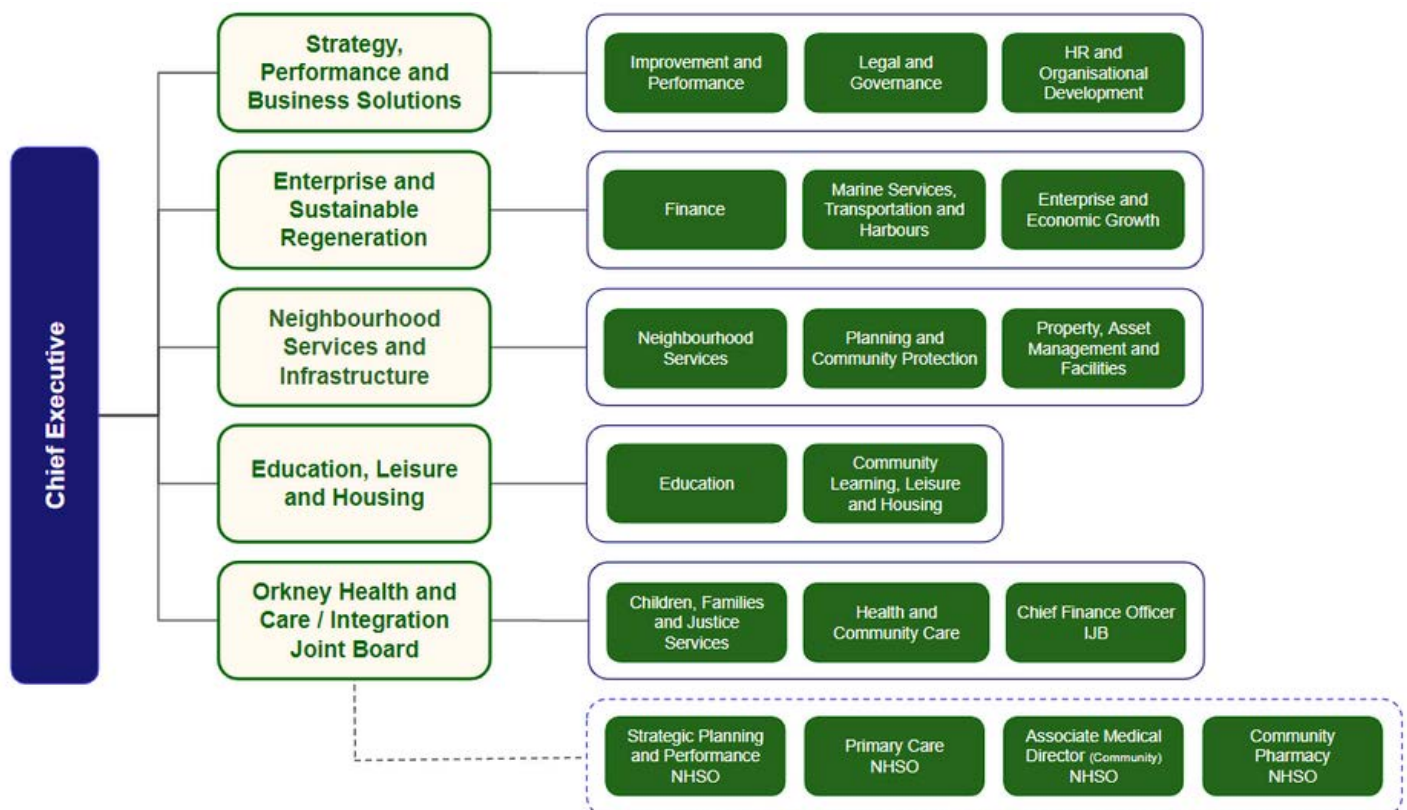 Chief Executive
Strategy,
Performance and
Business Solutions
Improvement and
Performance
Legal and
Governance
HR and
Organisational
Development
Enterprise and
Sustainable
Regeneration
Finance
Marine Services,
Transportation and
Harbours
Enterprise and
Economic Growth
Neighbourhood
Services and
Infrastructure
Neighbourhood
Services
Planning and
Community Protection
Property, Asset
Management and
Facilities
Education, Leisure
and Housing
Education
Community
Learning, Leisure
and Housing
Orkney Health and
Care / Integration
Joint Board
Children, Families
and Justice
Services
Health and
Community Care
Chief Finance Officer
IJB
Strategic Planning
and Performance
NHSO
Primary Care
NHSO
Associate Medical
Director (Community)
NHSO
Community
Pharmacy
NHSO